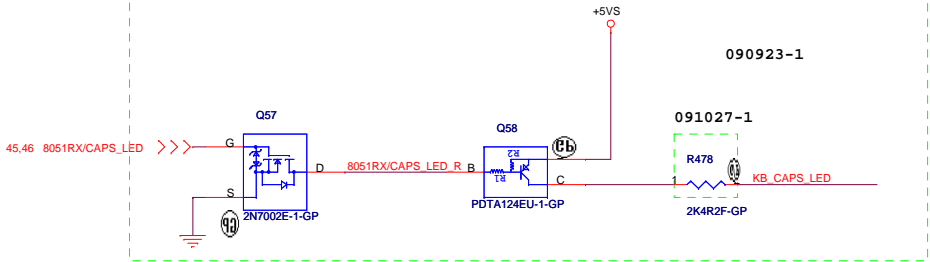 +5VS
090923-1
091027-1
Q57
Q58
45,46 8051RX/CAPS_LED
G
R2
C
R478
D
8051RX/CAPS_LED_R
B
R1
1
KB_CAPS_LED
S
2N7002E-1-GP
PDTA124EU-1-GP
2K4R2F-GP